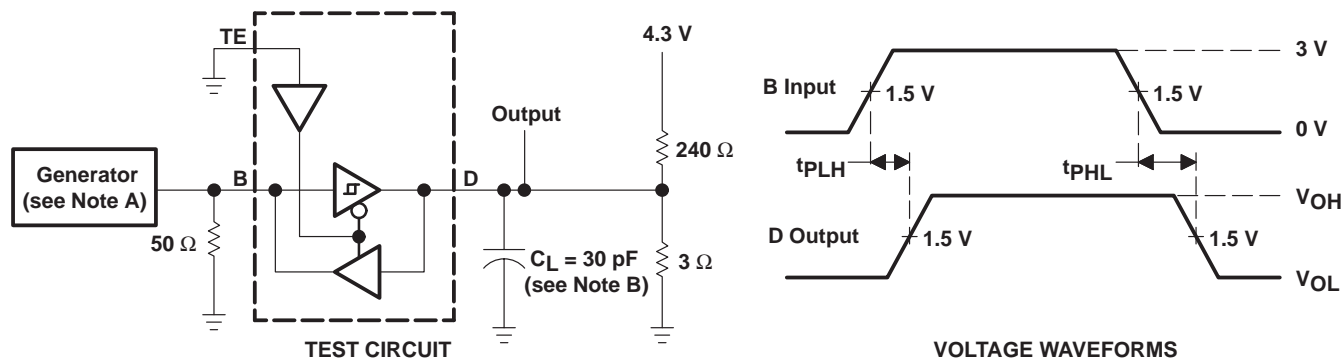 TE
4.3 V
Output
240 Ω
Generator
(see Note A)
B
D
50 Ω
CL = 30 pF
(see Note B)
3 Ω
TEST CIRCUIT
3 V
B Input
1.5 V
1.5 V
0 V
tPLH
tPHL
VOH
D Output
1.5 V
1.5 V
VOL
VOLTAGE WAVEFORMS